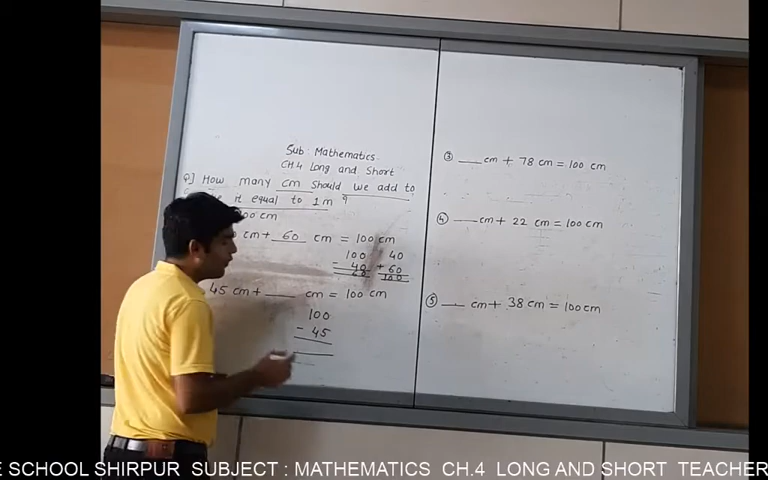 Sub Mathematics
CH.4 Long and Short
Q] How many cm should we add to
it equal to 1m ?
00 cm
cm + 60 cm = 100 cm
100 40
- 40 + 60
60 100
45 cm + ___ cm = 100 cm
100
- 45
③ ___ cm + 78 cm = 100 cm
④ ___ cm + 22 cm = 100 cm
⑤ ___ cm + 38 cm = 100 cm
E SCHOOL SHIRPUR SUBJECT : MATHEMATICS CH.4 LONG AND SHORT TEACHER